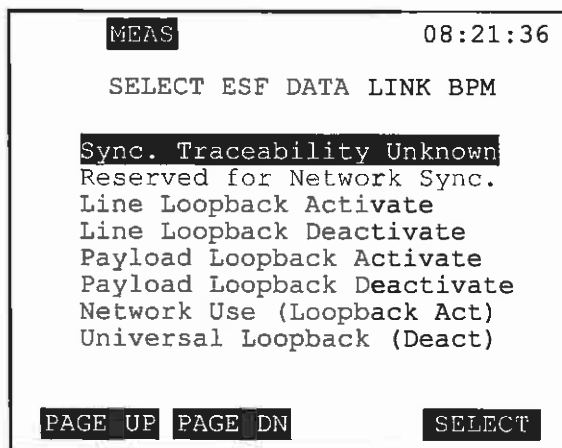 MEAS 08:21:36
SELECT ESF DATA LINK BPM
Sync. Traceability Unknown
Reserved for Network Sync.
Line Loopback Activate
Line Loopback Deactivate
Payload Loopback Activate
Payload Loopback Deactivate
Network Use (Loopback Act)
Universal Loopback (Deact)
PAGE UP PAGE DN SELECT